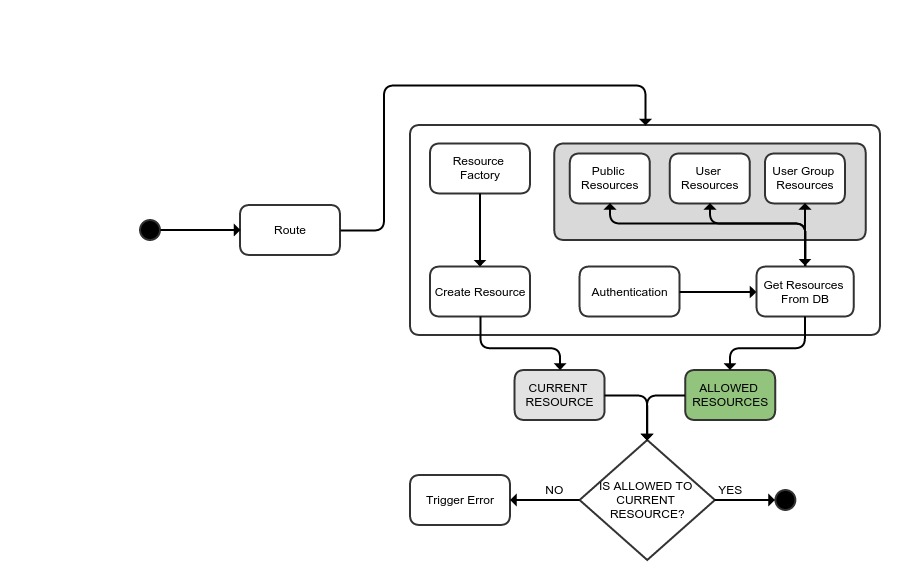 Resource
Factory
Public
Resources
User
Resources
User Group
Resources
Route
Create Resource
Authentication
Get Resources
From DB
CURRENT
RESOURCE
ALLOWED
RESOURCES
Trigger Error
NO
IS ALLOWED TO
CURRENT
RESOURCE?
YES